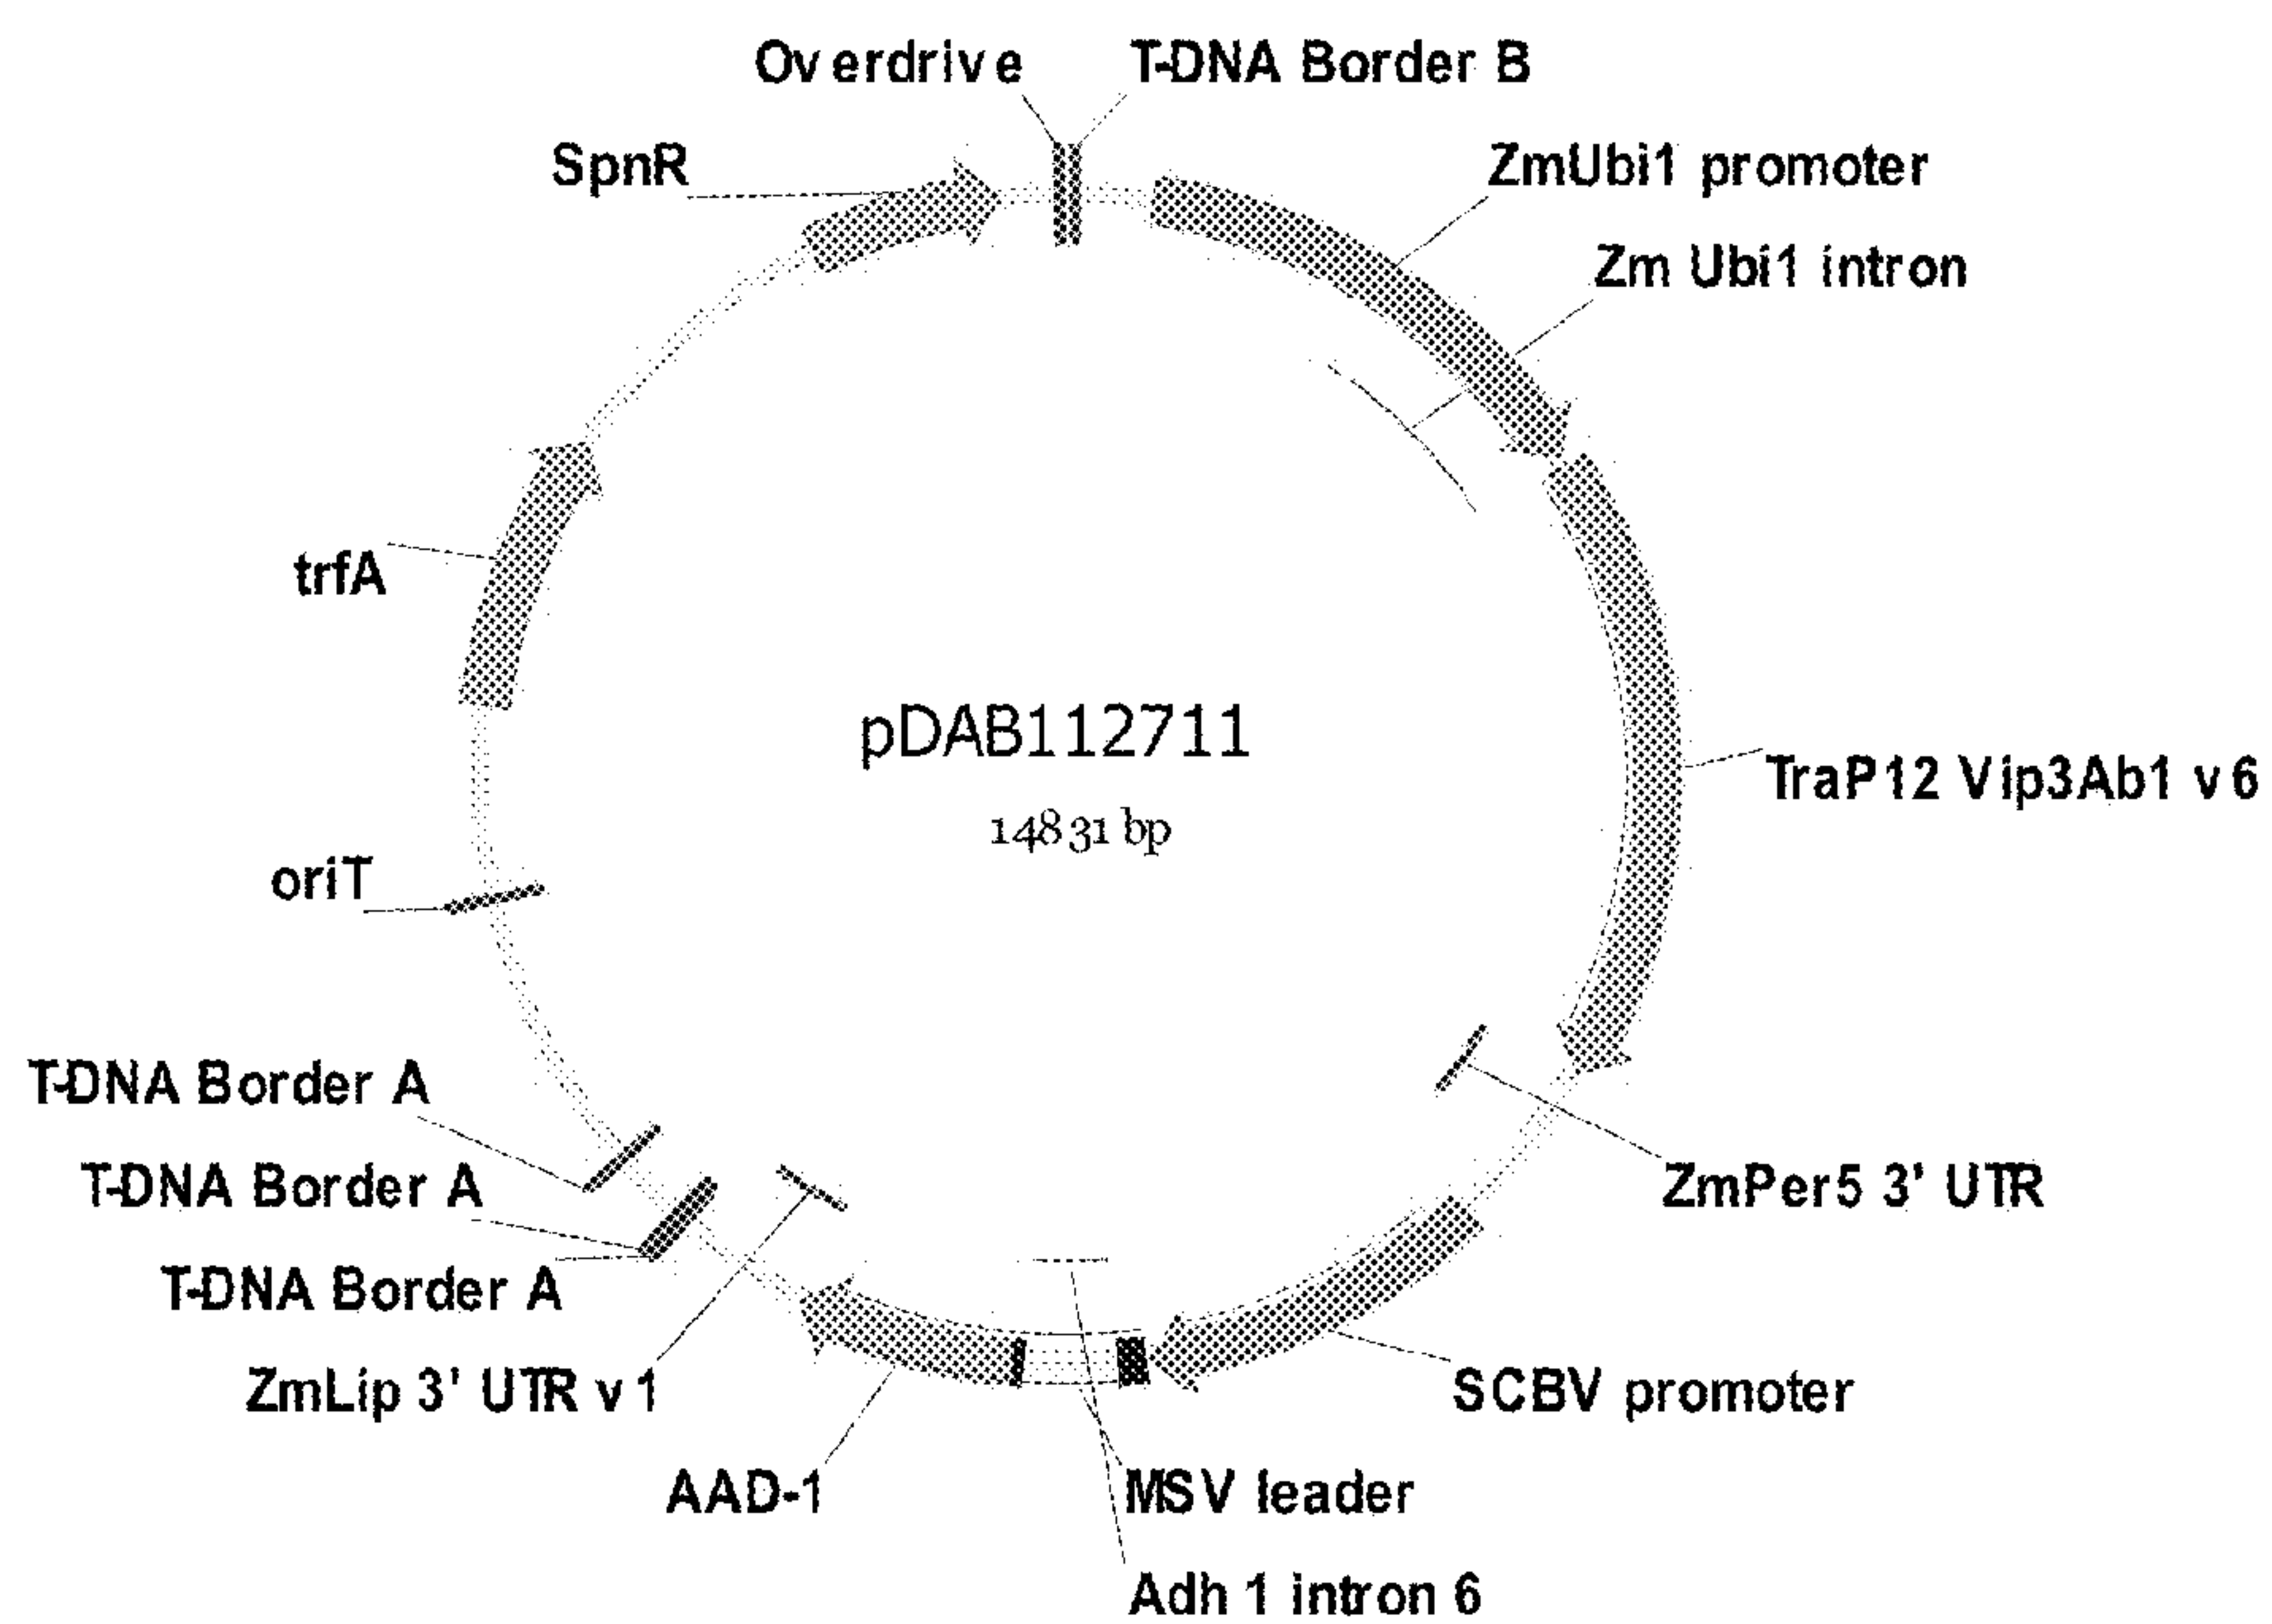 Overdrive
T-DNA Border B
SpnR
ZmUbi1 promoter
Zm Ubi1 intron
trfA
pDAB112711
14831 bp
TraP12 Vip3Ab1 v6
oriT
T-DNA Border A
T-DNA Border A
ZmPer5 3' UTR
T-DNA Border A
ZmLip 3' UTR v1
SCBV promoter
AAD-1
MSV leader
Adh 1 intron 6